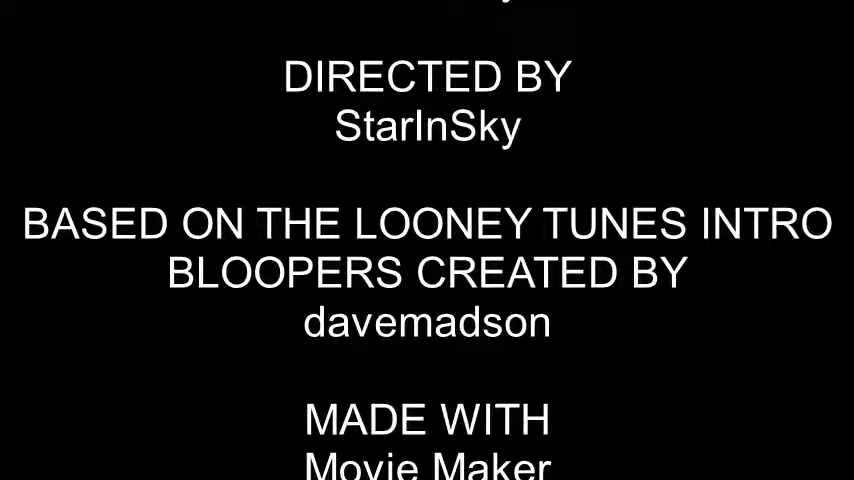 DIRECTED BY
StarInSky
BASED ON THE LOONEY TUNES INTRO
BLOOPERS CREATED BY
davemadson
MADE WITH
Movie Maker